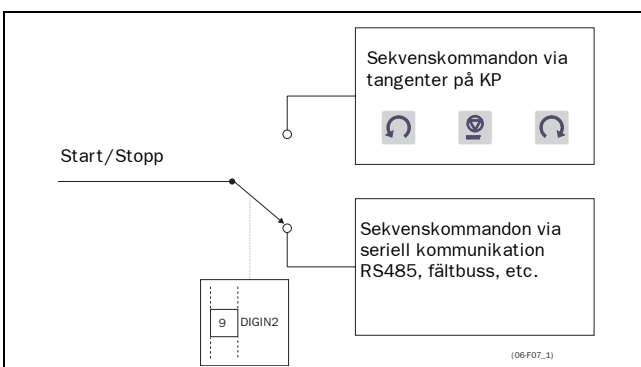 Sekvenskommandon via
tangenter på KP
Start/Stopp
Sekvenskommandon via
seriell kommunikation
RS485, fältbuss, etc.
9 DIGIN2
(06-F07_1)